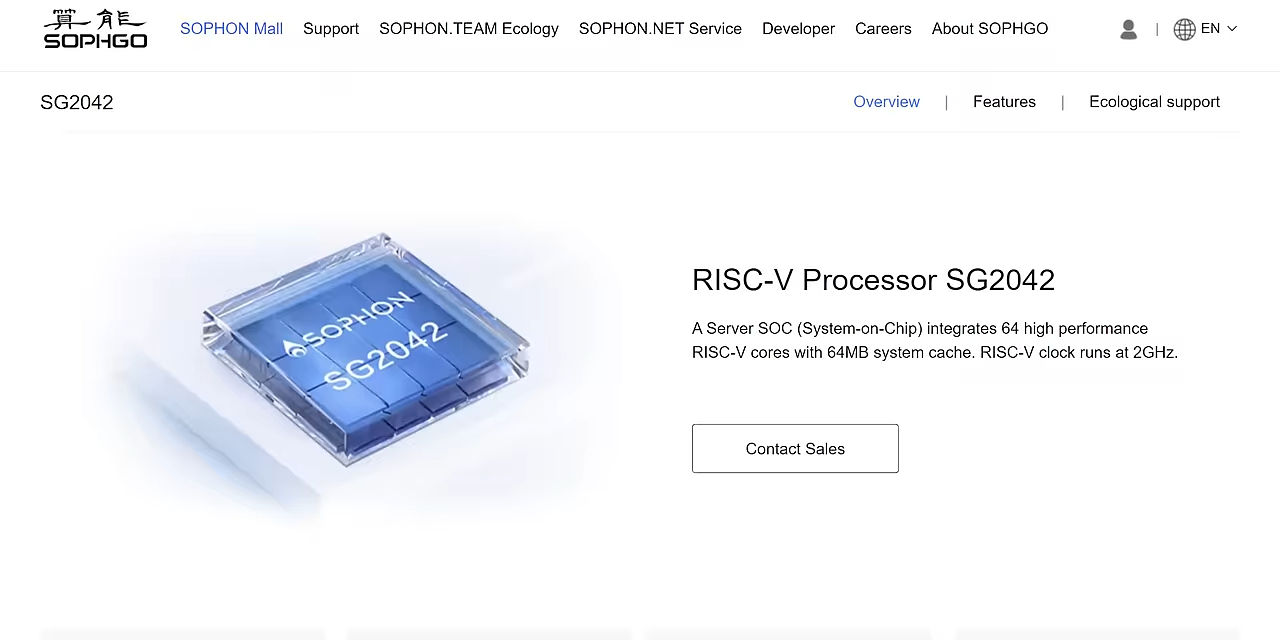 算能
SOPHGO
SOPHON Mall Support SOPHON.TEAM Ecology SOPHON.NET Service Developer Careers About SOPHGO | EN
SG2042
Overview | Features | Ecological support
SOPHON
SG2042
RISC-V Processor SG2042
A Server SOC (System-on-Chip) integrates 64 high performance
RISC-V cores with 64MB system cache. RISC-V clock runs at 2GHz.
Contact Sales